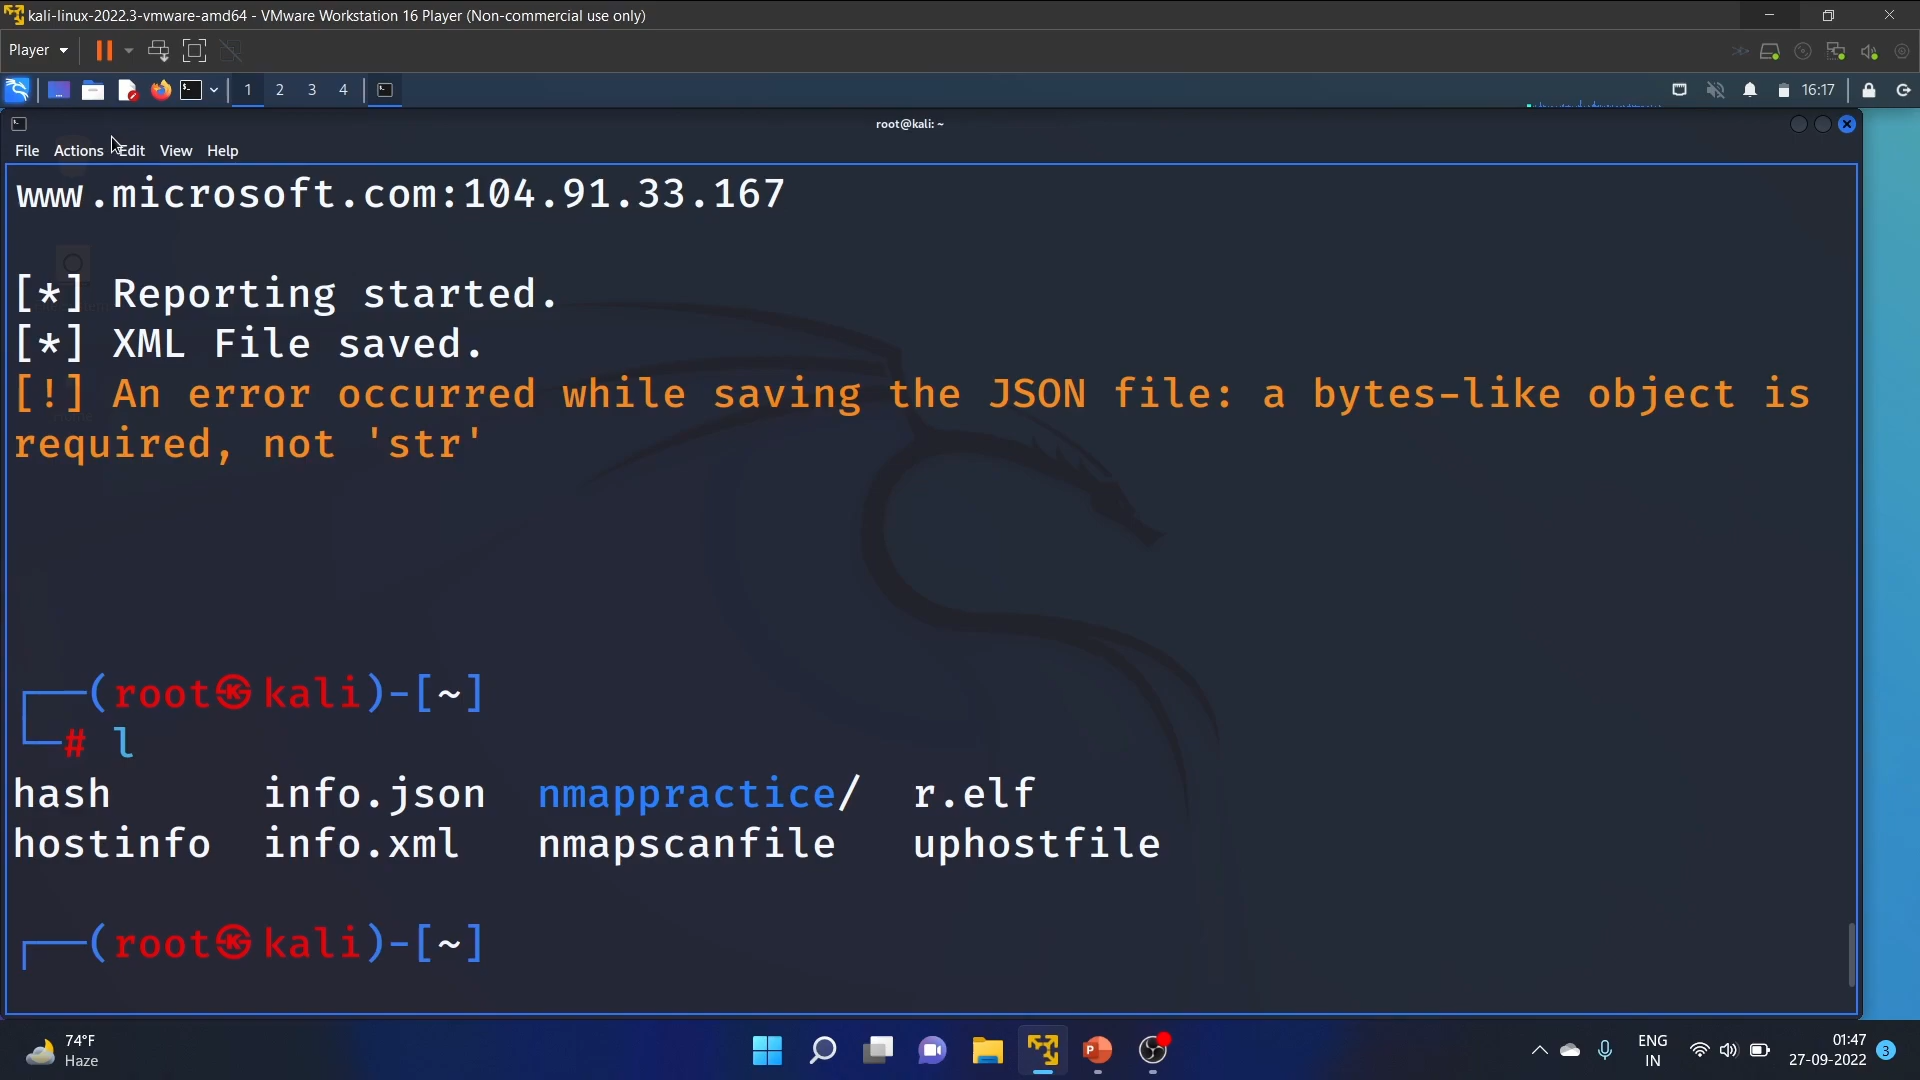 kali-linux-2022.3-vmware-amd64 - VMware Workstation 16 Player (Non-commercial use only)
Player
1 2 3 4 16:17
root@kali: ~
File Actions Edit View Help
www.microsoft.com:104.91.33.167
[*] Reporting started.
[*] XML File saved.
[!] An error occurred while saving the JSON file: a bytes-like object is
required, not 'str'
┌──(root㉿kali)-[~]
└─# l
hash info.json nmappractice/ r.elf
hostinfo info.xml nmapscanfile uphostfile
┌──(root㉿kali)-[~]
74°F
Haze
ENG
IN
01:47
27-09-2022
3